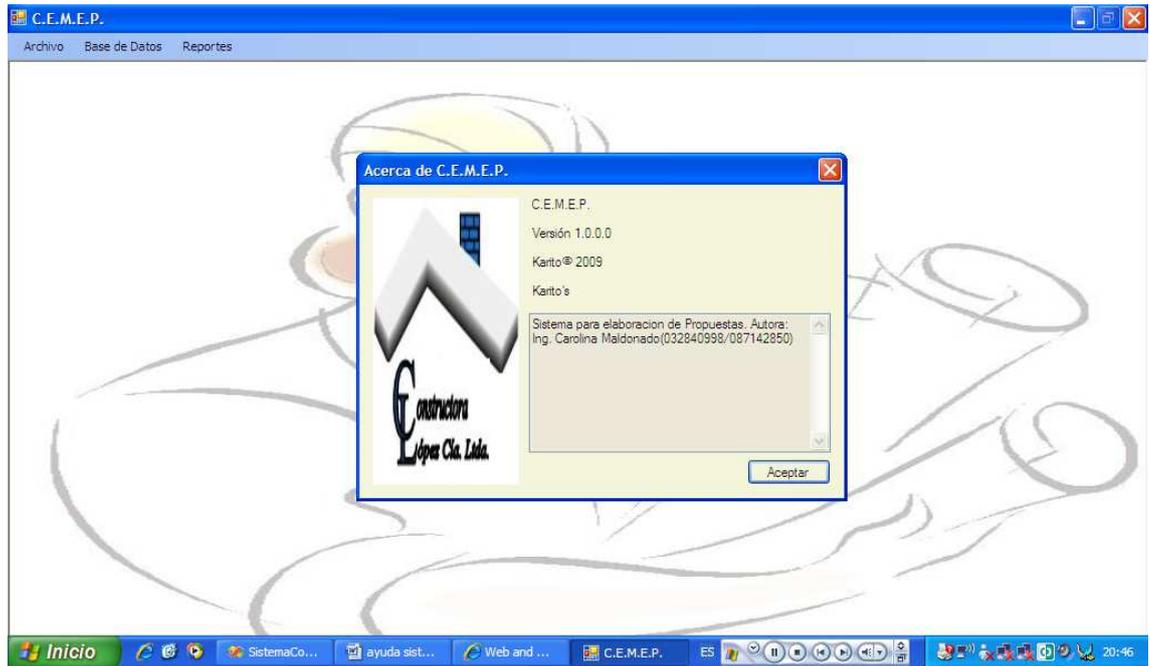 C.E.M.E.P.
Archivo Base de Datos Reportes
Acerca de C.E.M.E.P.
C.E.M.E.P.
Versión 1.0.0.0
Karito® 2009
Karito's
Sistema para elaboracion de Propuestas. Autora:
Ing. Carolina Maldonado(032840998/087142850)
Constructora
López Cía. Ltda.
Aceptar
Inicio SistemaCo... ayuda sist... Web and ... C.E.M.E.P. ES 20:46